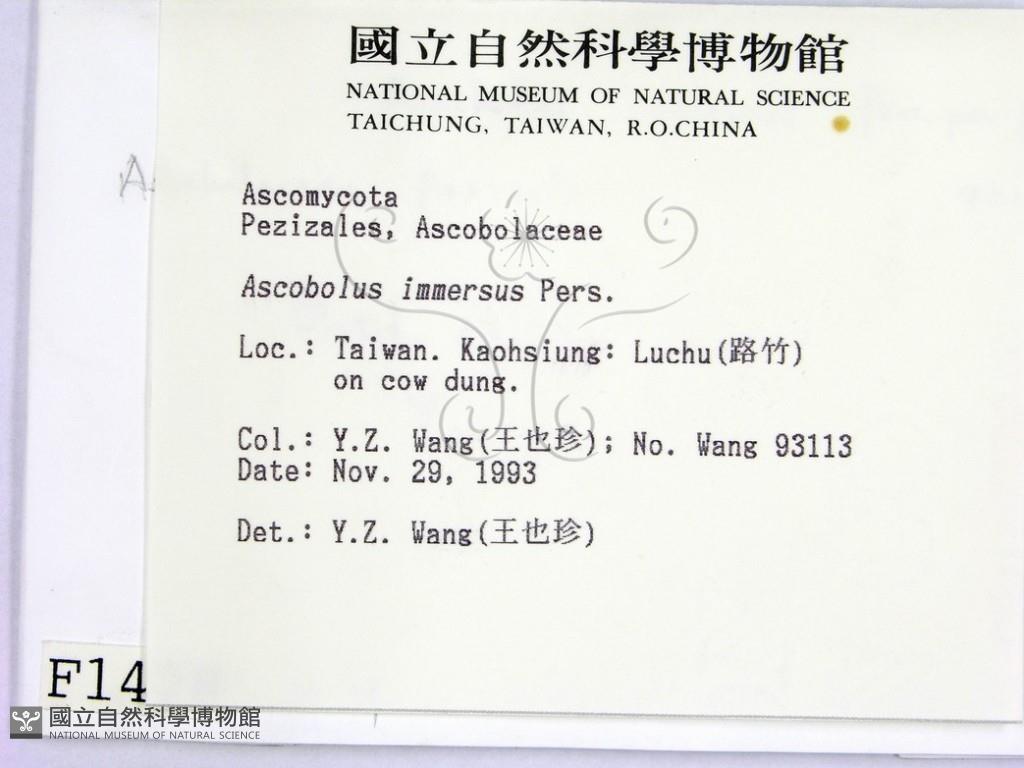 國立自然科學博物館
NATIONAL MUSEUM OF NATURAL SCIENCE
TAICHUNG, TAIWAN, R.O.CHINA
Ascomycota
Pezizales, Ascobolaceae
Ascobolus immersus Pers.
Loc.: Taiwan. Kaohsiung: Luchu(路竹)
on cow dung.
Col.: Y.Z. Wang(王也珍); No. Wang 93113
Date: Nov. 29, 1993
Det.: Y.Z. Wang(王也珍)
F14
國立自然科學博物館
NATIONAL MUSEUM OF NATURAL SCIENCE